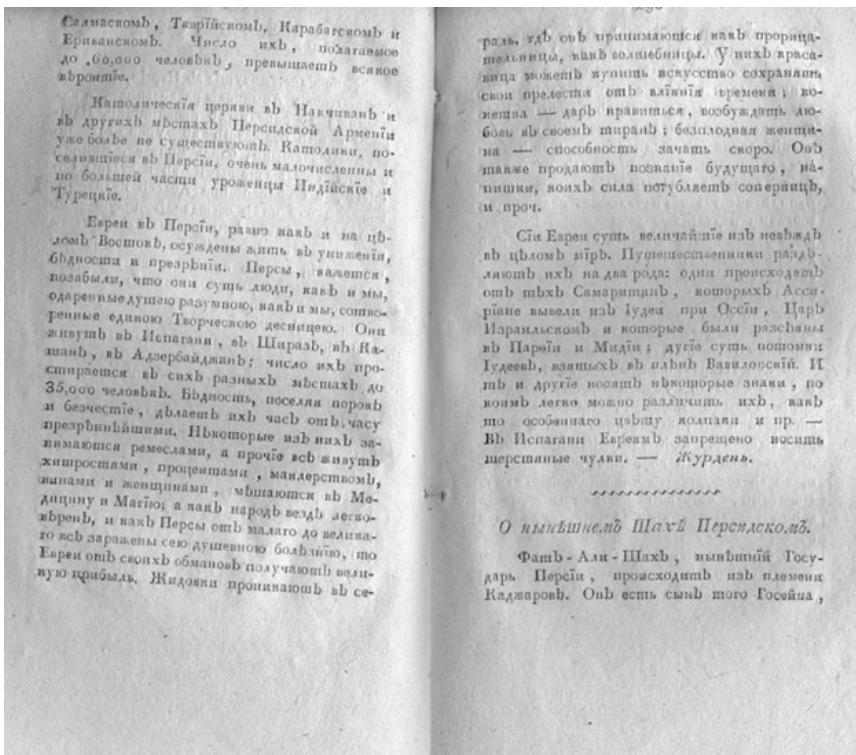 Салмаскомъ, Тваріійскомъ, Карабагскомъ и
Ериванскомъ. Число ихъ, полагаемое
до 60,000 человѣкъ, превышаетъ всякое
вѣроятіе.
Католическія церкви въ Накчиванѣ и
въ другихъ мѣстахъ Персидской Арменіи
уже болѣе не существуютъ. Католики, по-
селившіеся въ Персіи, очень малочисленны и
по большей части уроженцы Индѣйскіе и
Турецкіе.
Евреи въ Персіи, равно какъ и на цѣ-
ломъ Востокѣ, осуждены жить въ униженіи,
бѣдности и презрѣніи. Персы, кажется,
позабыли, что они суть люди, какъ и мы,
одаренные душею разумною, какъ и мы, сотво-
ренные единою Творческою десницею. Они
живутъ въ Испагани, въ Ширазѣ, въ Ка-
шанѣ, въ Адзербайджанѣ; число ихъ про-
стирается въ сихъ разныхъ мѣстахъ до
35,000 человѣкъ. Бѣдность, поселяя порокъ
и безчестіе, дѣлаетъ ихъ часъ отъ часу
презрѣннѣйшими. Нѣкоторые изъ нихъ за-
нимаются ремеслами, а прочіе всѣ живутъ
хитростями, процентами, маклерствомъ,
винами и женщинами, мѣшаются въ Ме-
дицину и Магію; а какъ народъ вездѣ легко-
вѣренъ, и какъ Персы отъ малаго до велика-
го всѣ заражены сею душевною болѣзнію, то
Евреи отъ своихъ обмановъ получаютъ вели-
кую прибыль. Жидовки проникаютъ въ се-
раль, гдѣ онѣ принимаются какъ прорица-
тельницы, какъ волшебницы. У нихъ краса-
вица можетъ купить искусство сохранять
свои прелести отъ вліянія времени; ко-
кетка — даръ нравиться, возбуждать лю-
бовь въ своемъ тиранѣ; безплодная женщи-
на — способность зачать скоро. Онѣ
также продаютъ познаніе будущаго, на-
питки, коихъ сила погубляетъ соперницъ,
и проч.
Сіи Евреи суть величайшіе изъ невѣждъ
въ цѣломъ мірѣ. Путешественники раздѣ-
ляютъ ихъ на два рода: одни происходятъ
отъ тѣхъ Самаритянъ, которыхъ Асси-
ріане вывели изъ Іудеи при Оссіи, Царѣ
Израильскомъ и которые были разсѣяны
въ Парѳіи и Мидіи; дугіе суть потомки
Іудеевъ, взятыхъ въ плѣнъ Вавилонскій. И
тѣ и другіе носятъ нѣкоторые знаки, по
коимъ легко можно различить ихъ, какъ
то особеннаго цвѣту колпаки и пр. —
Въ Испагани Евреямъ запрещено носить
шерстяные чулки. — Журдень.
О нынѣшнемъ Шахѣ Персидскомъ.
Фатъ-Али-Шахъ, нынѣшній Госу-
дарь Персіи, происходитъ изъ племени
Каджаровъ. Онъ есть сынъ того Госейна,